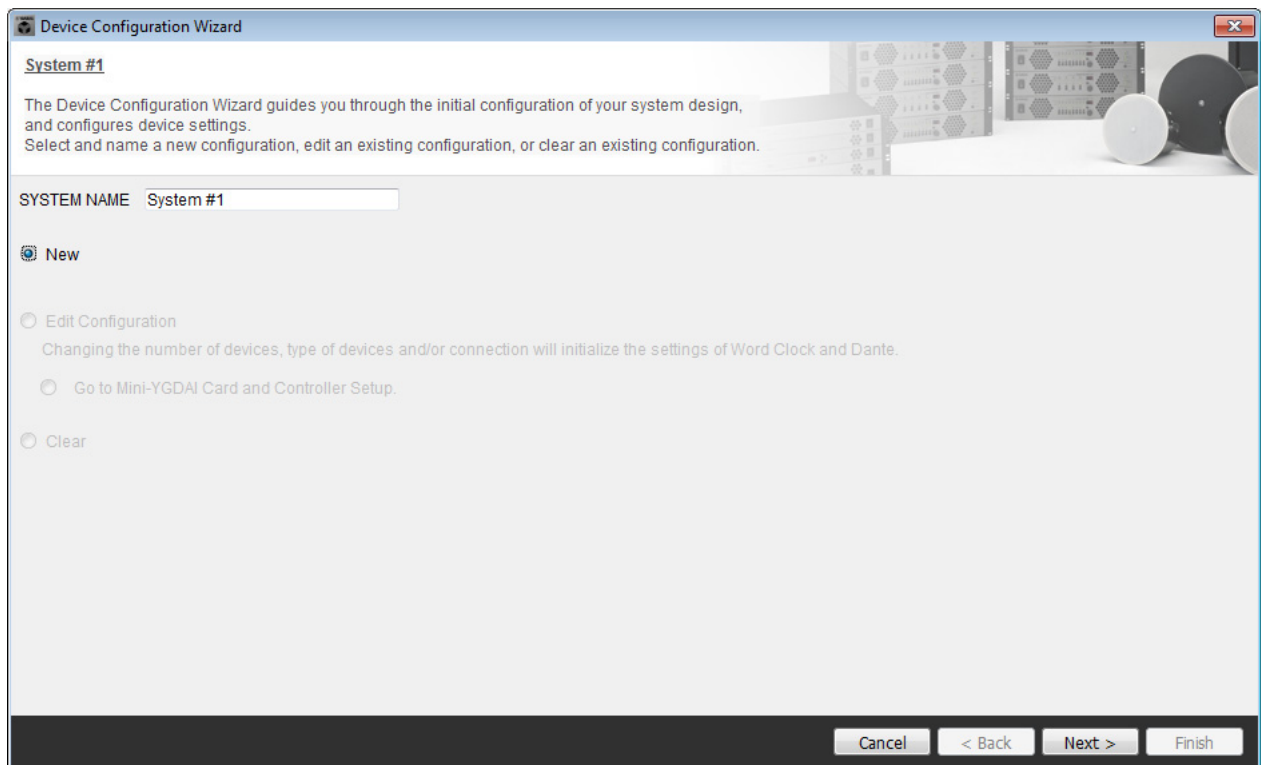 Device Configuration Wizard
System #1
The Device Configuration Wizard guides you through the initial configuration of your system design,
and configures device settings.
Select and name a new configuration, edit an existing configuration, or clear an existing configuration.
SYSTEM NAME System #1
New
Edit Configuration
Changing the number of devices, type of devices and/or connection will initialize the settings of Word Clock and Dante.
Go to Mini-YGDAI Card and Controller Setup.
Clear
Cancel < Back Next > Finish